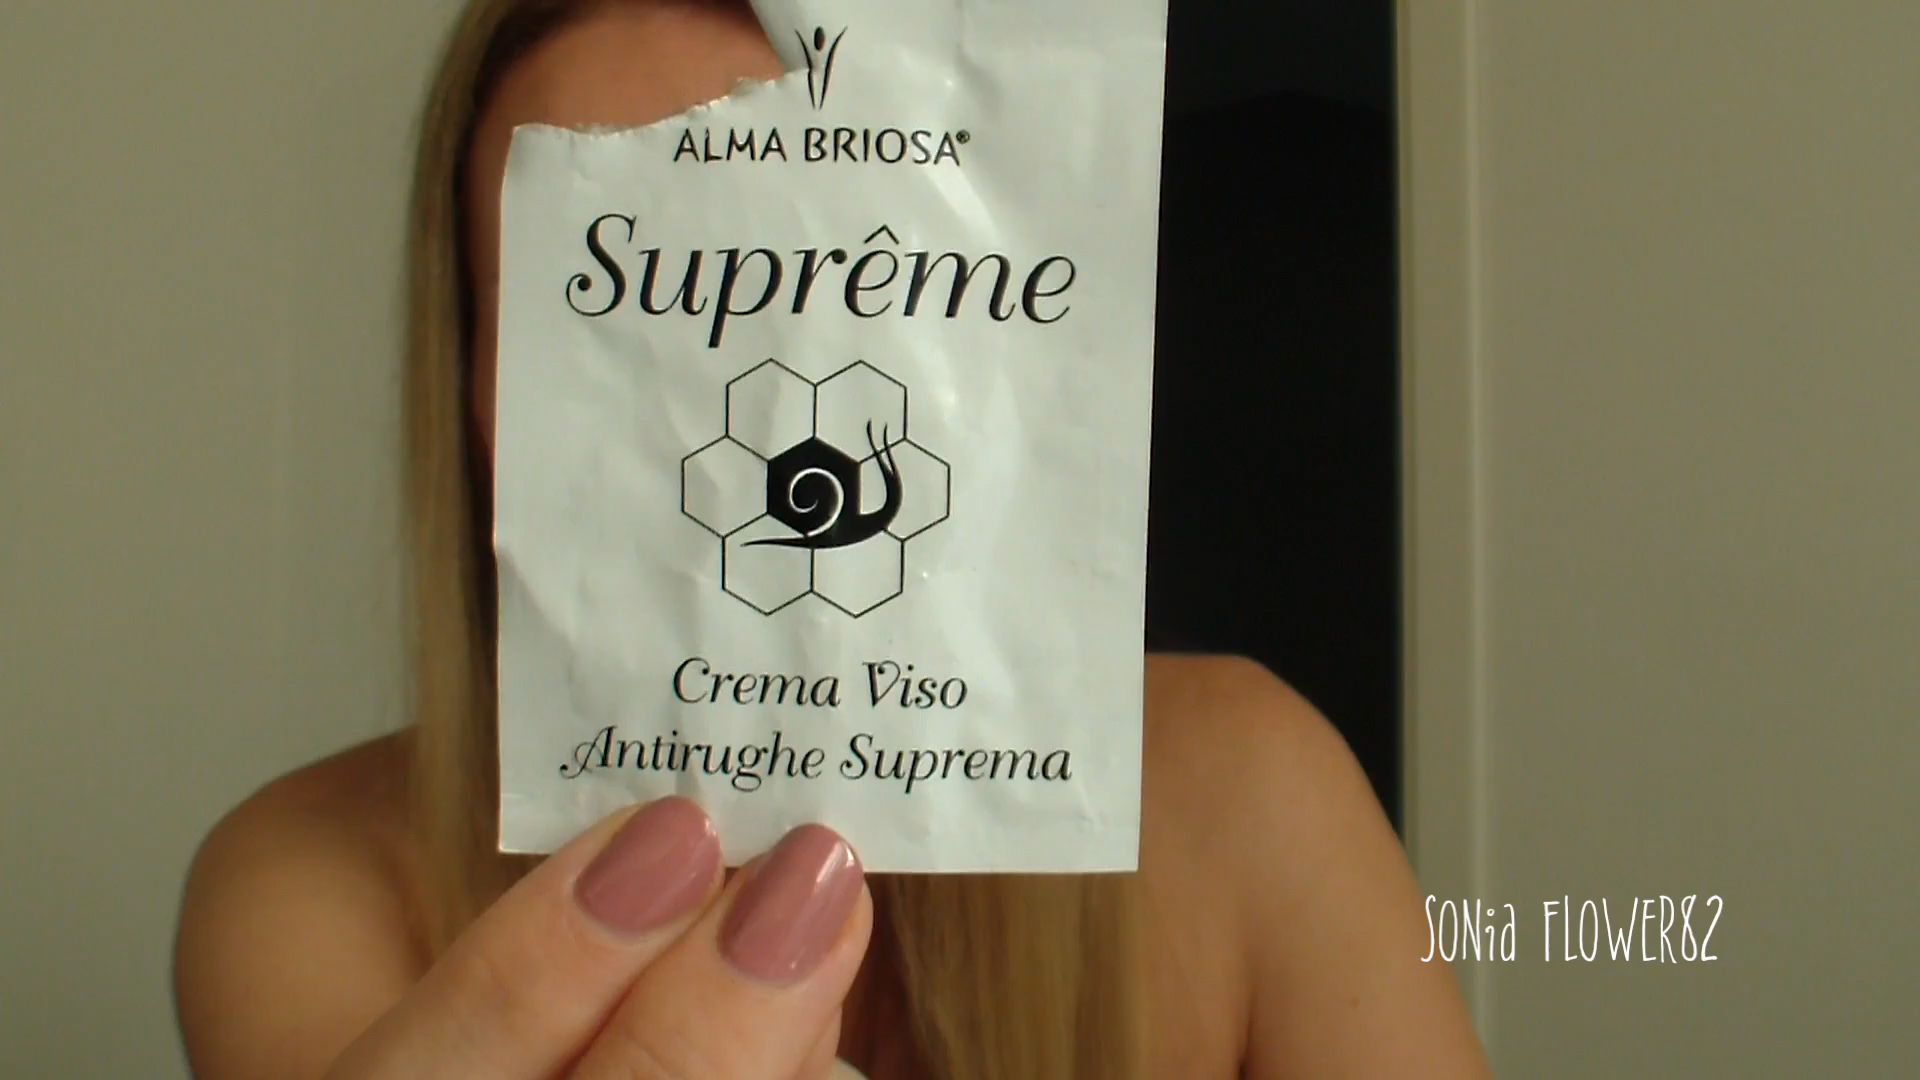 ALMA BRIOSA®
Suprême
Crema Viso
Antirughe Suprema
SONia FLOWER82